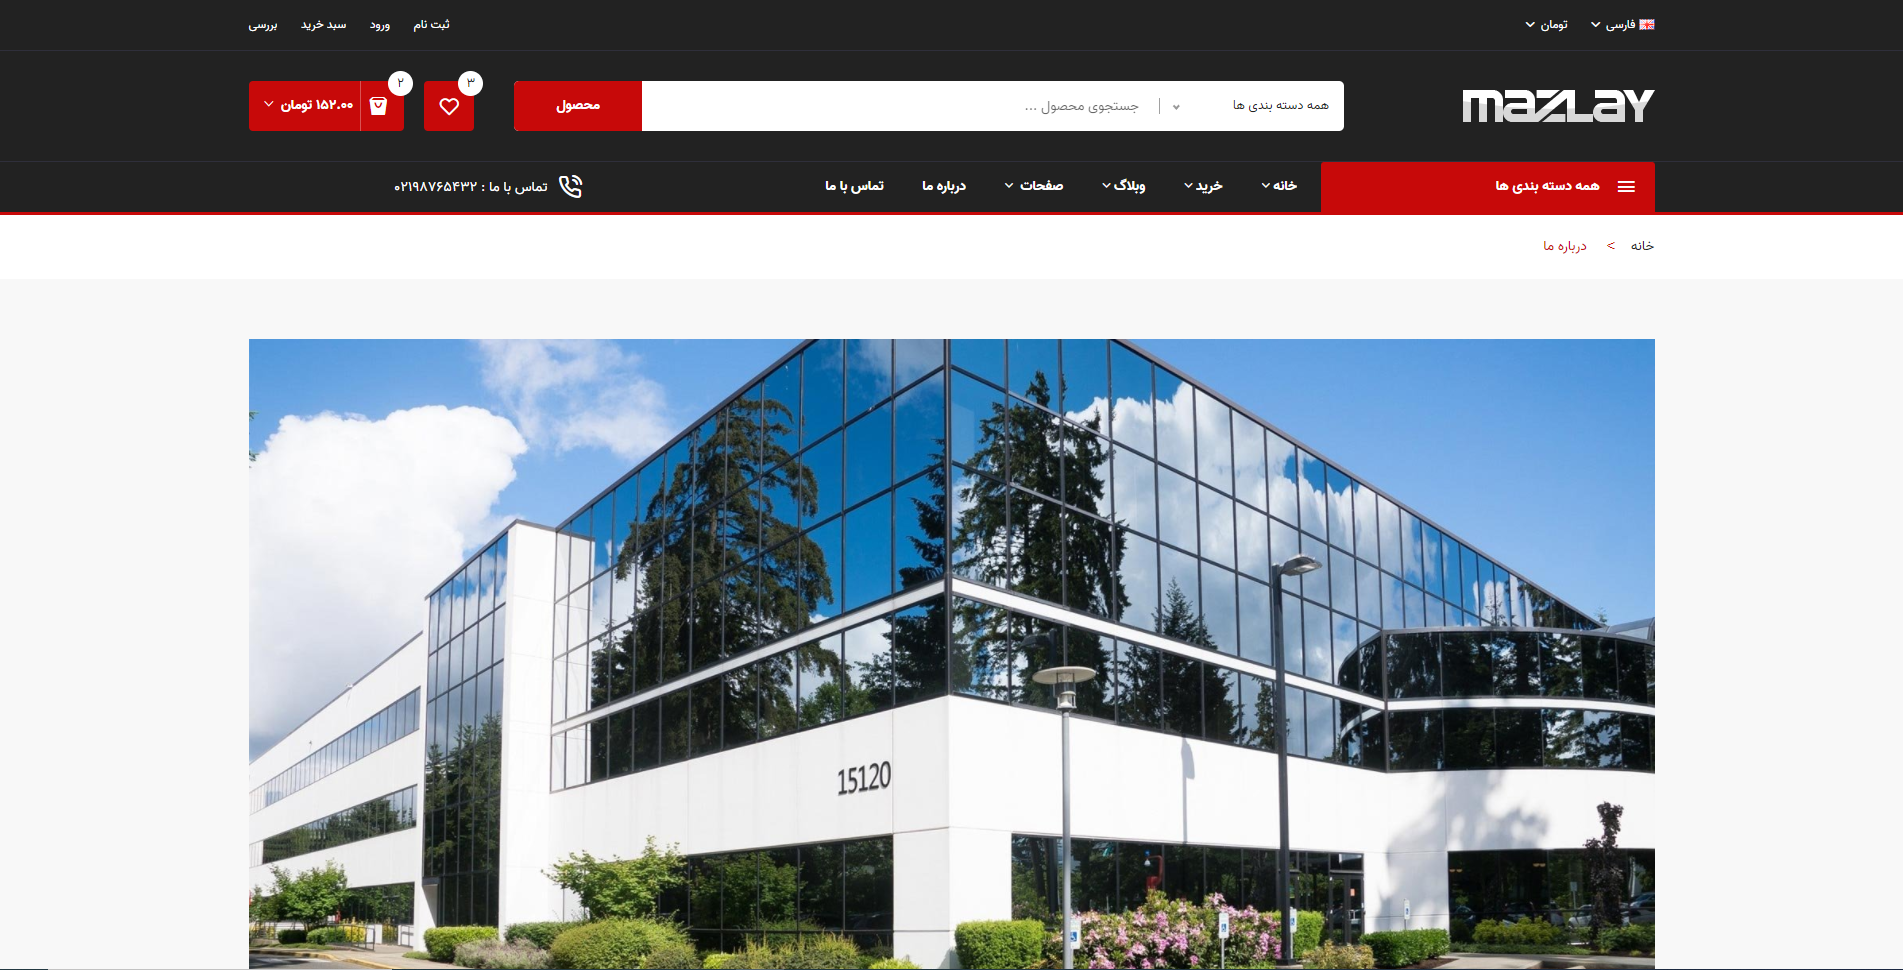 فارسی تومان ثبت نام ورود سبد خرید بررسی
mazlay همه دسته بندی ها جستجوی محصول ... محصول ۳ ۲ ۱۵۲.۰۰ تومان
همه دسته بندی ها خانه خرید وبلاگ صفحات درباره ما تماس با ما تماس با ما : ۰۲۱۹۸۷۶۵۴۳۲
خانه > درباره ما
15120